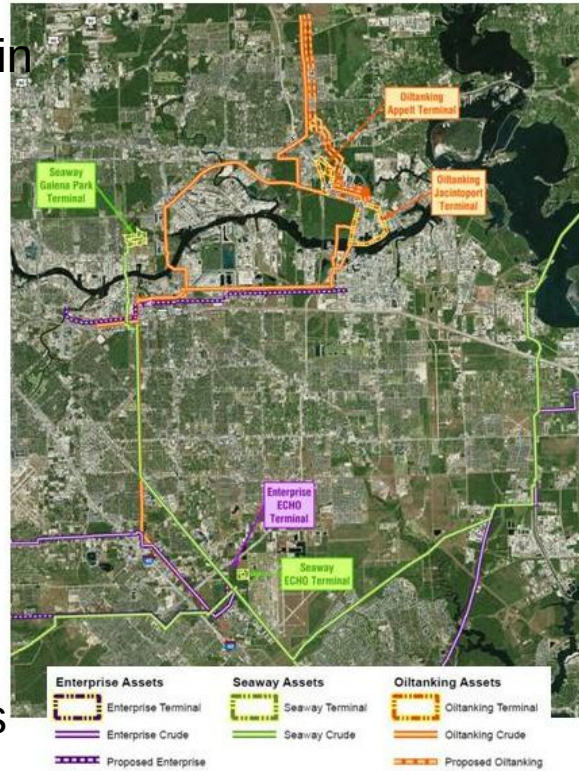 in
Oiltanking
Appelt Terminal
Seaway
Galena Park
Terminal
Oiltanking
Jacintoport
Terminal
Enterprise
ECHO
Terminal
Seaway
ECHO Terminal
s
Enterprise Assets
Enterprise Terminal
Enterprise Crude
Proposed Enterprise
Seaway Assets
Seaway Terminal
Seaway Crude
Oiltanking Assets
Oiltanking Terminal
Oiltanking Crude
Proposed Oiltanking